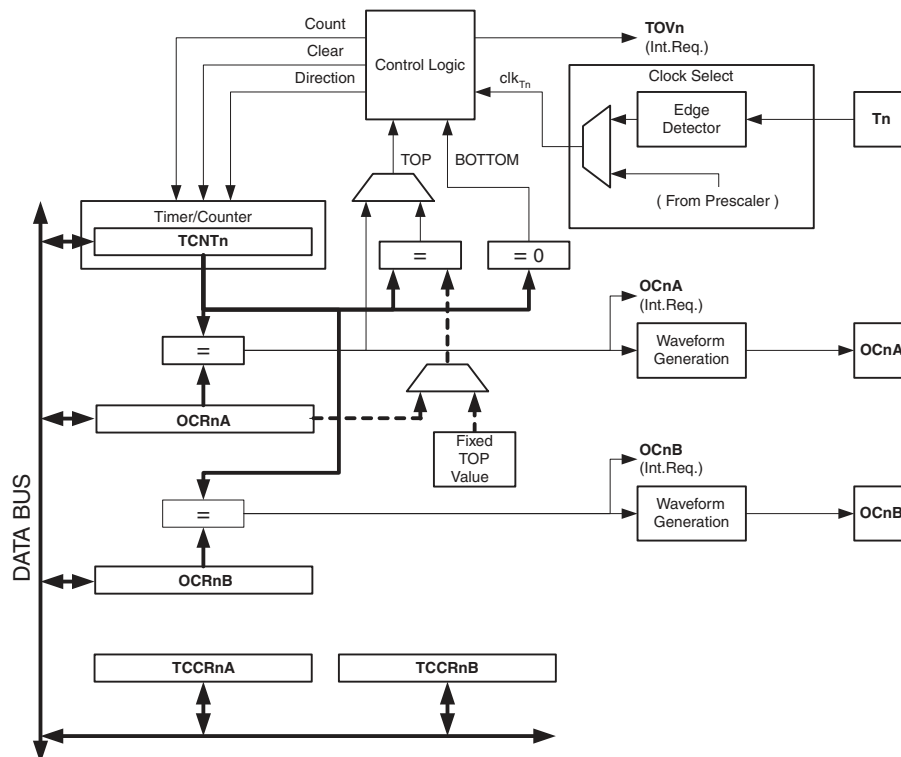 Count
Clear
Direction
Control Logic
TOVn
(Int.Req.)
clkTn
Clock Select
Edge
Detector
Tn
( From Prescaler )
TOP
BOTTOM
Timer/Counter
TCNTn
=
= 0
=
OCnA
(Int.Req.)
Waveform
Generation
OCnA
OCRnA
Fixed
TOP
Value
OCnB
(Int.Req.)
=
Waveform
Generation
OCnB
OCRnB
DATA BUS
TCCRnA
TCCRnB